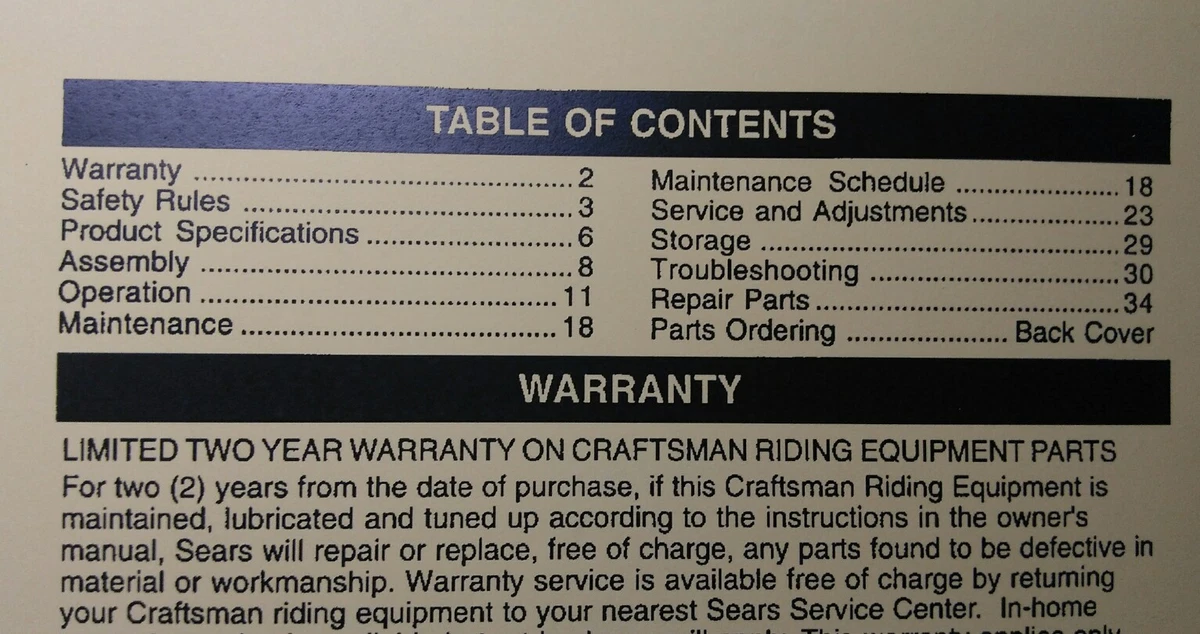 TABLE OF CONTENTS
Warranty ............................................ 2
Safety Rules ...................................... 3
Product Specifications ........................ 6
Assembly ........................................... 8
Operation ......................................... 11
Maintenance .................................... 18
Maintenance Schedule .................... 18
Service and Adjustments .................. 23
Storage ............................................ 29
Troubleshooting ............................... 30
Repair Parts ..................................... 34
Parts Ordering ..................... Back Cover
WARRANTY
LIMITED TWO YEAR WARRANTY ON CRAFTSMAN RIDING EQUIPMENT PARTS
For two (2) years from the date of purchase, if this Craftsman Riding Equipment is
maintained, lubricated and tuned up according to the instructions in the owner's
manual, Sears will repair or replace, free of charge, any parts found to be defective in
material or workmanship. Warranty service is available free of charge by returning
your Craftsman riding equipment to your nearest Sears Service Center. In-home
This warranty applies only